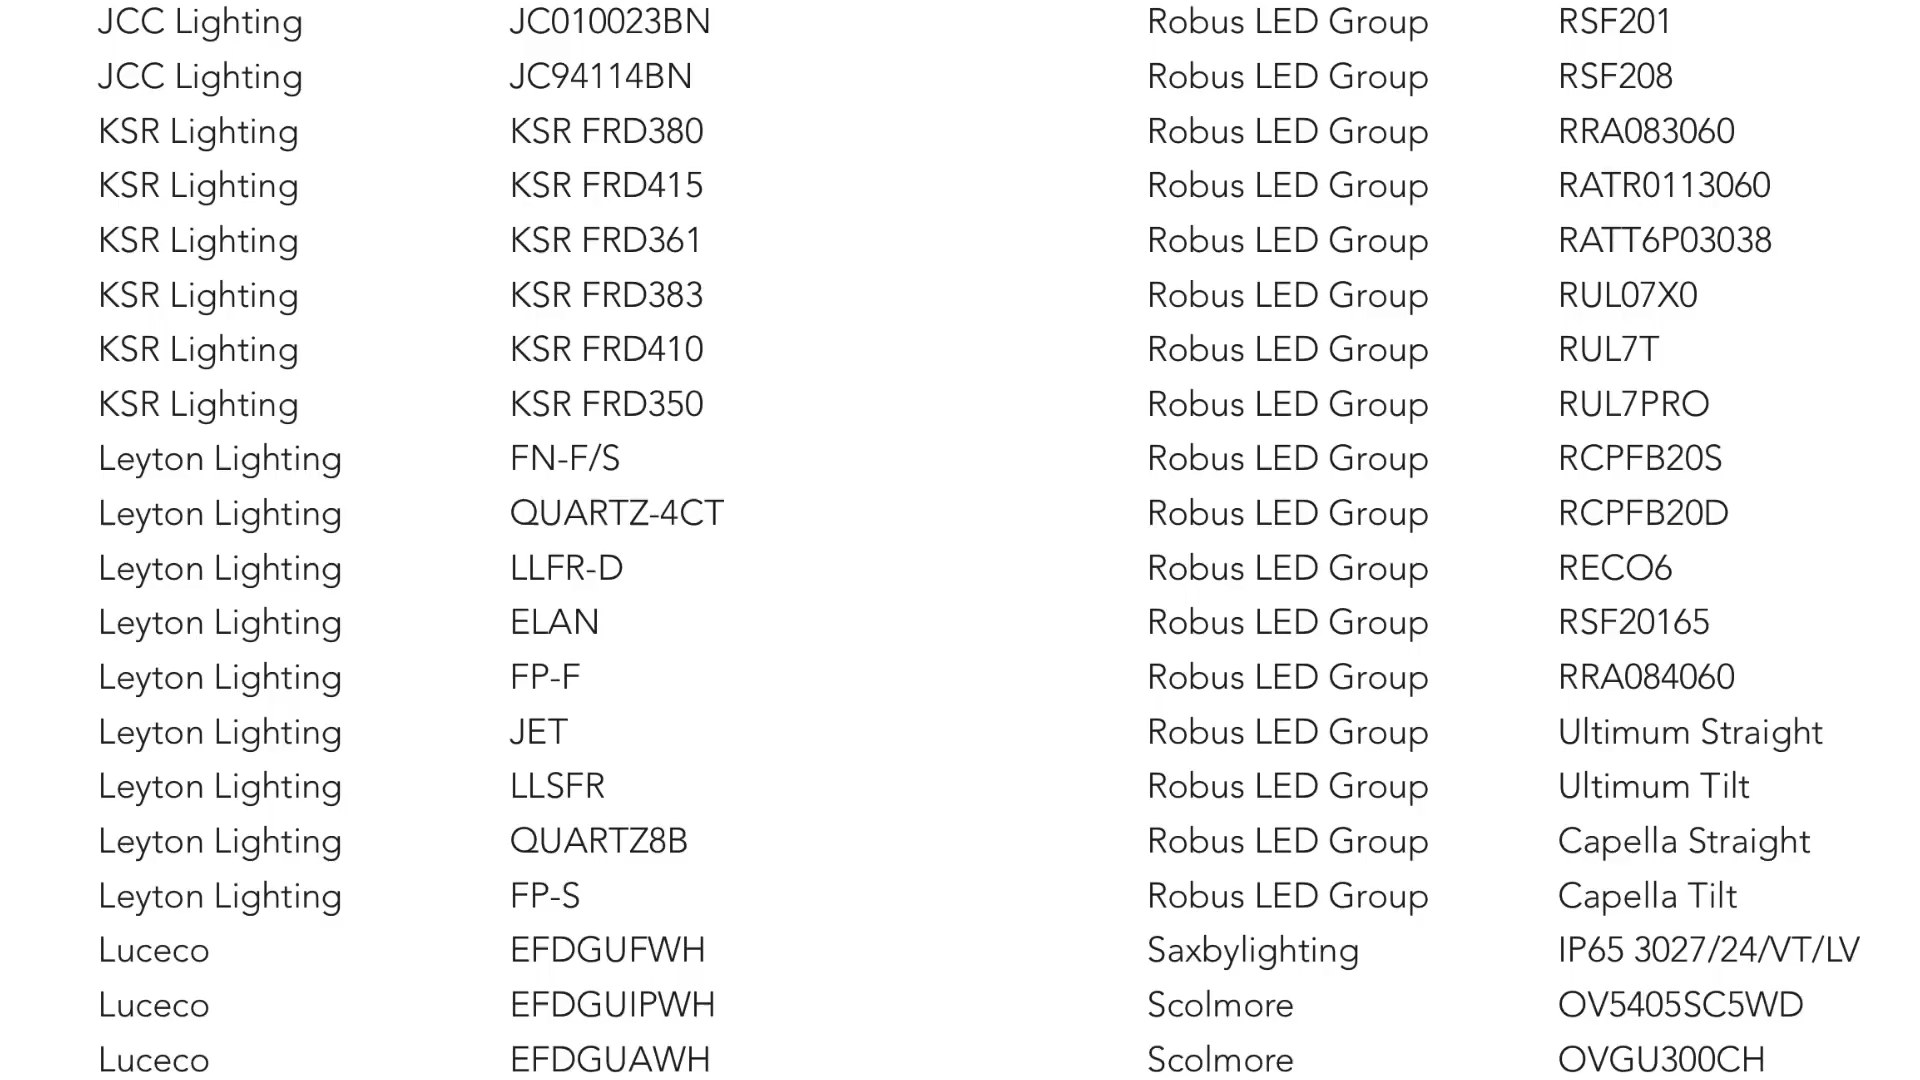 JCC Lighting JC010023BN
JCC Lighting JC94114BN
KSR Lighting KSR FRD380
KSR Lighting KSR FRD415
KSR Lighting KSR FRD361
KSR Lighting KSR FRD383
KSR Lighting KSR FRD410
KSR Lighting KSR FRD350
Leyton Lighting FN-F/S
Leyton Lighting QUARTZ-4CT
Leyton Lighting LLFR-D
Leyton Lighting ELAN
Leyton Lighting FP-F
Leyton Lighting JET
Leyton Lighting LLSFR
Leyton Lighting QUARTZ8B
Leyton Lighting FP-S
Luceco EFDGUFWH
Luceco EFDGUIPWH
Luceco EFDGUAWH
Robus LED Group RSF201
Robus LED Group RSF208
Robus LED Group RRA083060
Robus LED Group RATR0113060
Robus LED Group RATT6P03038
Robus LED Group RUL07X0
Robus LED Group RUL7T
Robus LED Group RUL7PRO
Robus LED Group RCPFB20S
Robus LED Group RCPFB20D
Robus LED Group RECO6
Robus LED Group RSF20165
Robus LED Group RRA084060
Robus LED Group Ultimum Straight
Robus LED Group Ultimum Tilt
Robus LED Group Capella Straight
Robus LED Group Capella Tilt
Saxbylighting IP65 3027/24/VT/LV
Scolmore OV5405SC5WD
Scolmore OVGU300CH